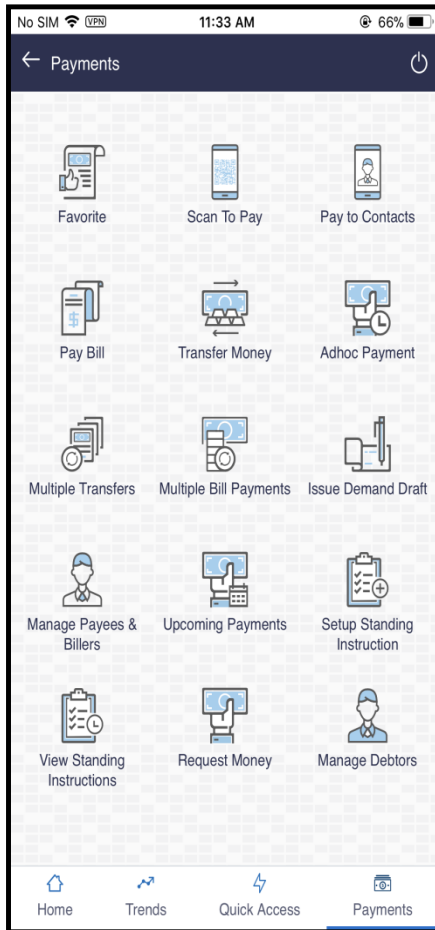 No SIM VPN 11:33 AM 66%
Payments
Favorite Scan To Pay Pay to Contacts
$
Pay Bill Transfer Money Adhoc Payment
Multiple Transfers Multiple Bill Payments Issue Demand Draft
Manage Payees & Upcoming Payments Setup Standing
Billers Instruction
View Standing Request Money Manage Debtors
Instructions
Home Trends Quick Access Payments